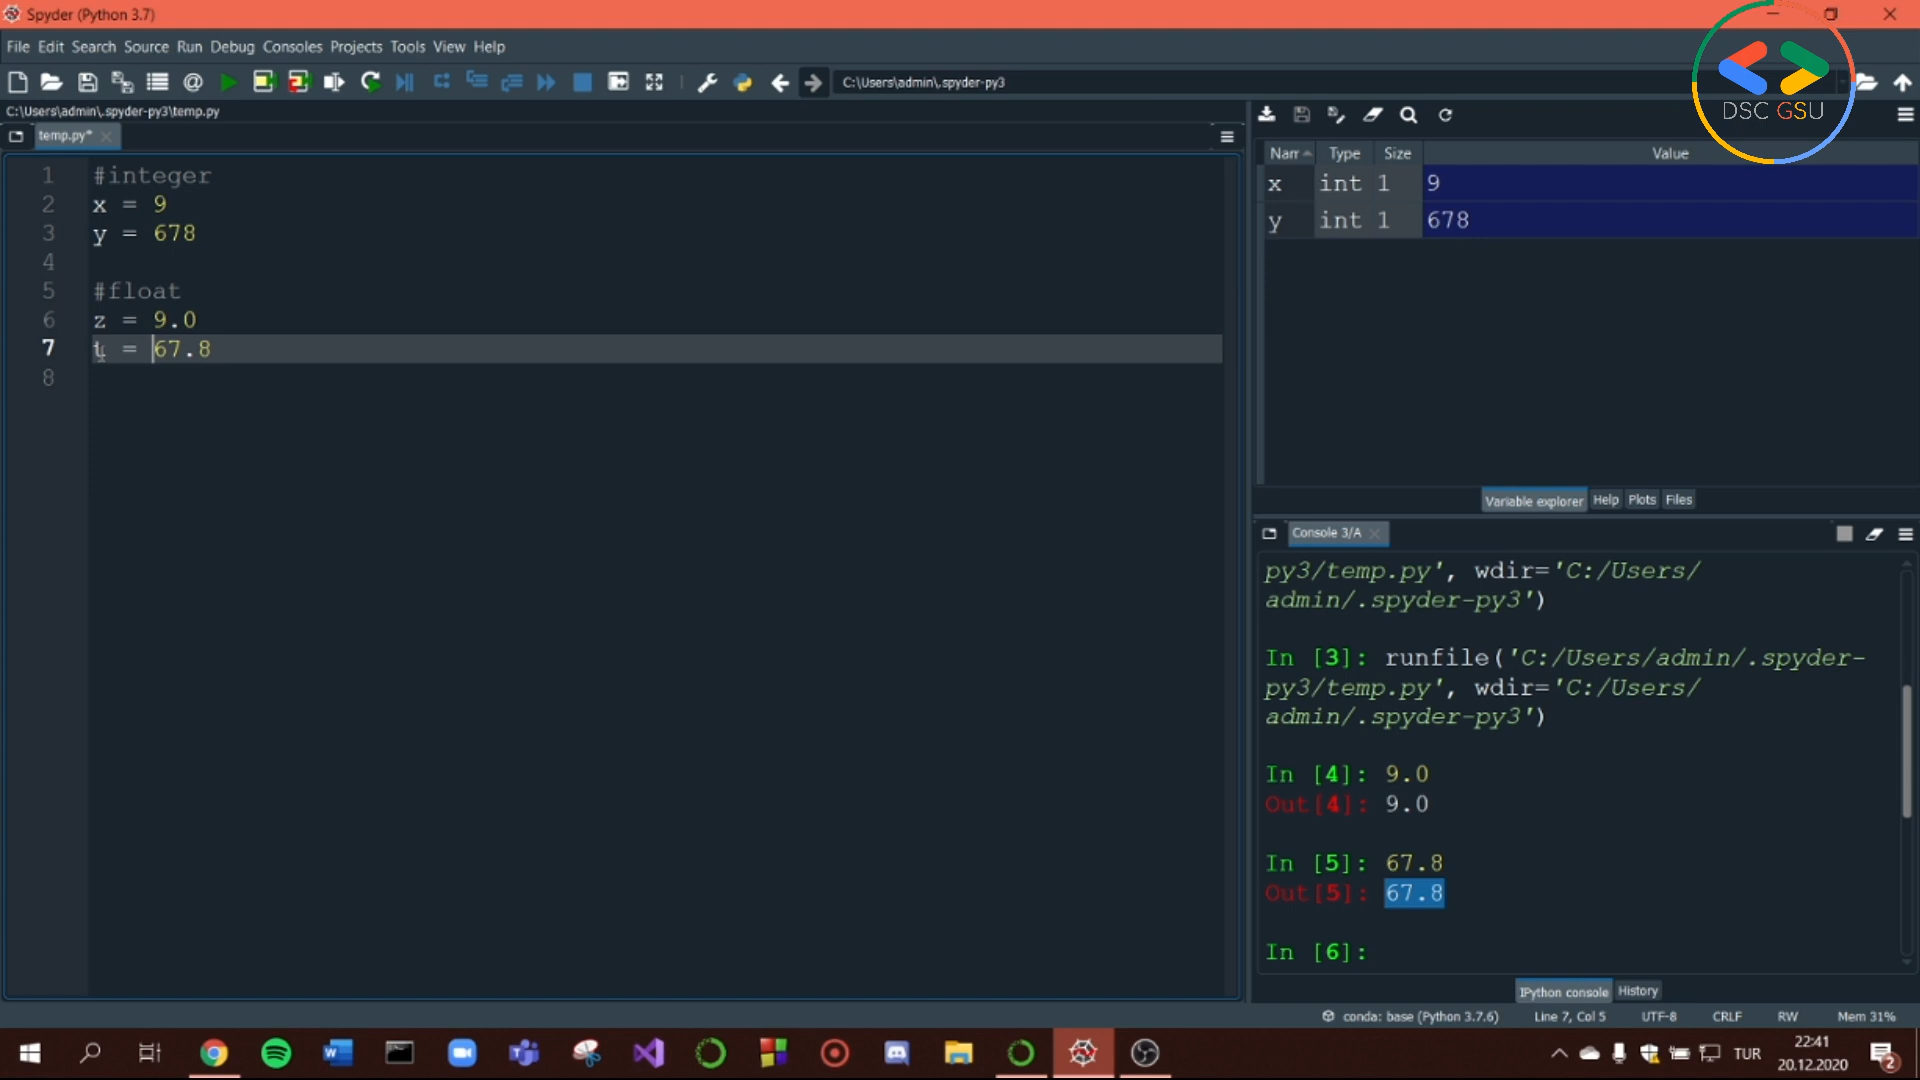 Spyder (Python 3.7)
File Edit Search Source Run Debug Consoles Projects Tools View Help
C:\Users\admin\.spyder-py3
DSC GSU
C:\Users\admin\.spyder-py3\temp.py
temp.py*
1 #integer
2 x = 9
3 y = 678
4
5 #float
6 z = 9.0
7 t = 67.8
8
Nam Type Size Value
x int 1 9
y int 1 678
Variable explorer Help Plots Files
Console 3/A
py3/temp.py', wdir='C:/Users/
admin/.spyder-py3')
In [3]: runfile('C:/Users/admin/.spyder-
py3/temp.py', wdir='C:/Users/
admin/.spyder-py3')
In [4]: 9.0
Out[4]: 9.0
In [5]: 67.8
Out[5]: 67.8
In [6]:
IPython console History
conda: base (Python 3.7.6) Line 7, Col 5 UTF-8 CRLF RW Mem 31%
TUR
22:41
20.12.2020
2